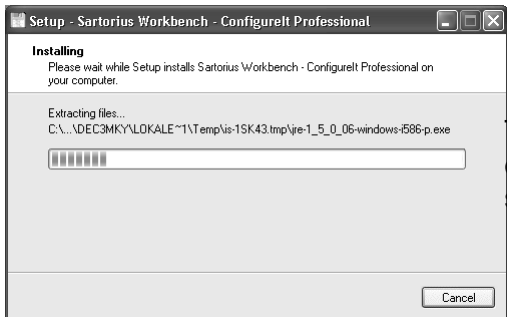 Setup - Sartorius Workbench - ConfigureIt Professional
Installing
Please wait while Setup installs Sartorius Workbench - ConfigureIt Professional on
your computer.
Extracting files...
C:\...\DEC3MKY\LOKALE~1\Temp\is-1SK43.tmp\jre-1_5_0_06-windows-i586-p.exe
Cancel